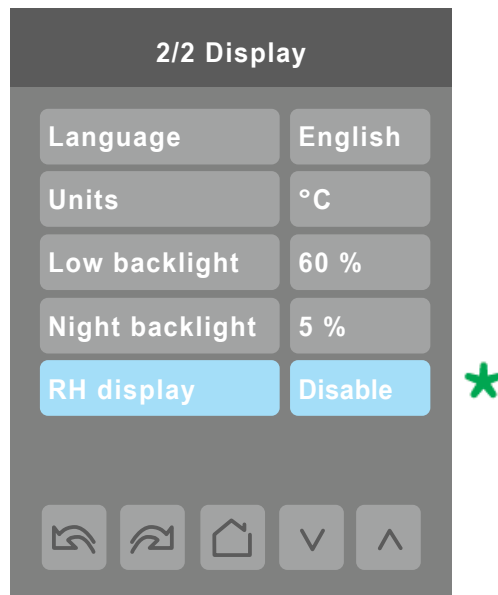 2/2 Display
Language English
Units °C
Low backlight 60 %
Night backlight 5 %
RH display Disable